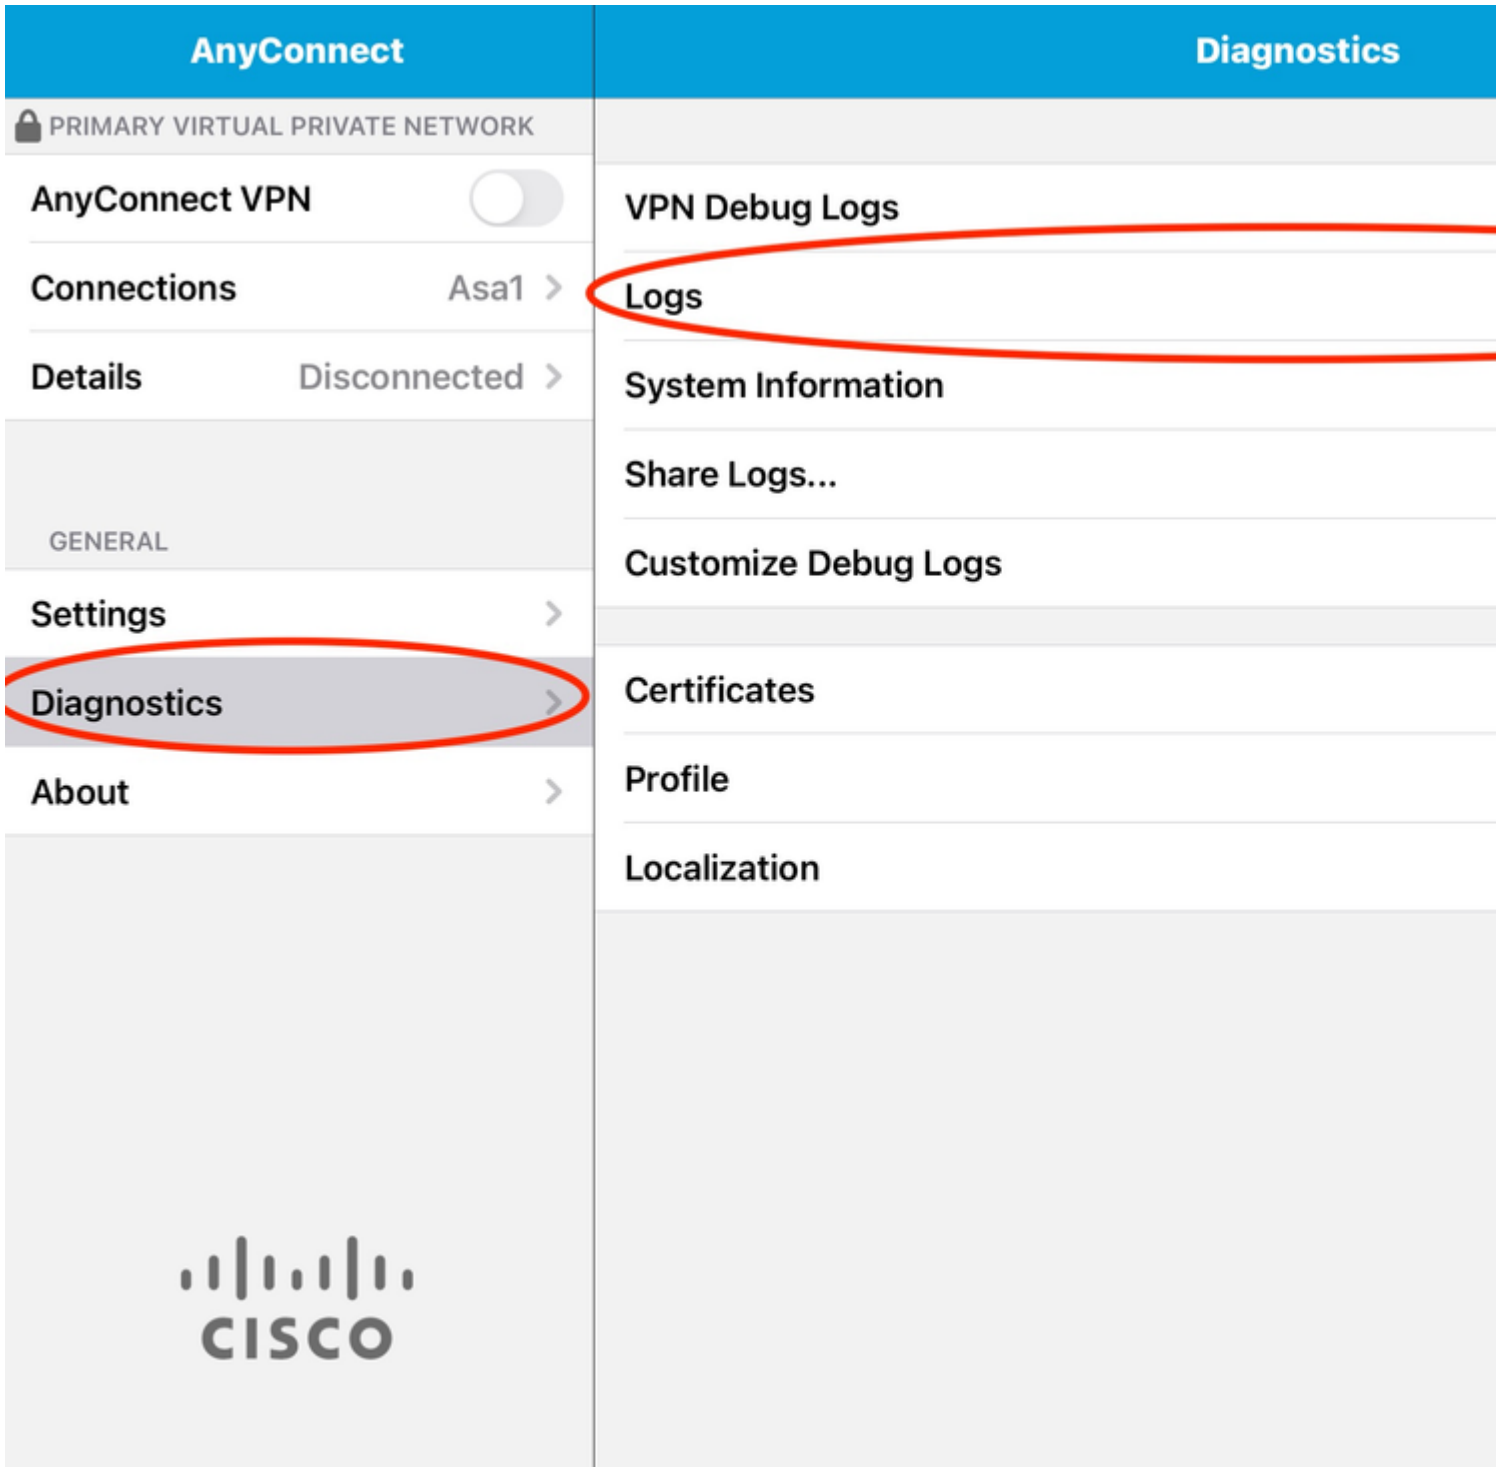 AnyConnect
PRIMARY VIRTUAL PRIVATE NETWORK
AnyConnect VPN
Connections Asa1
Details Disconnected
GENERAL
Settings
Diagnostics
About
CISCO
Diagnostics
VPN Debug Logs
Logs
System Information
Share Logs...
Customize Debug Logs
Certificates
Profile
Localization